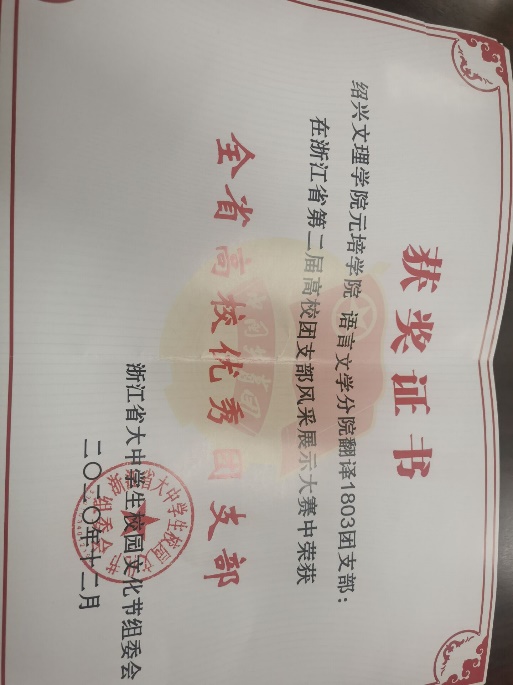 获奖证书
绍兴文理学院元培学院 语言文学分院翻译1803团支部：
在浙江省第二届高校团支部风采展示大赛中荣获
全省高校优秀团支部
浙江省大中学生校园文化节组委会
二〇二〇年十二月